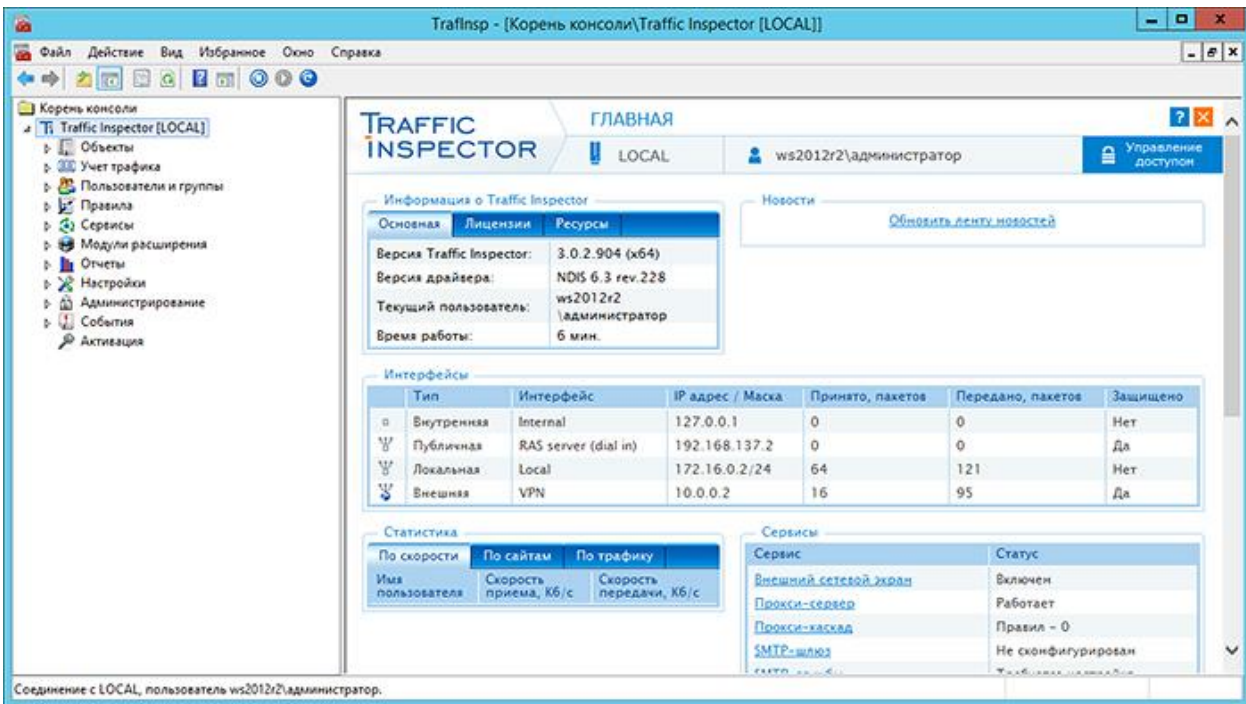 TrafInsp - [Корень консоли\Traffic Inspector [LOCAL]]
Файл Действие Вид Избранное Окно Справка
Корень консоли
Traffic Inspector [LOCAL]
Объекты
Учет трафика
Пользователи и группы
Правила
Сервисы
Модули расширения
Отчеты
Настройки
Администрирование
События
Активация
TRAFFIC INSPECTOR
ГЛАВНАЯ
LOCAL
ws2012r2\администратор
Управление доступом
Информация о Traffic Inspector
Основная Лицензии Ресурсы
Версия Traffic Inspector: 3.0.2.904 (x64)
Версия драйвера: NDIS 6.3 rev.228
Текущий пользователь: ws2012r2\администратор
Время работы: 6 мин.
Новости
Обновить ленту новостей
Интерфейсы
Тип Интерфейс IP адрес / Маска Принято, пакетов Передано, пакетов Защищено
Внутренняя Internal 127.0.0.1 0 0 Нет
Публичная RAS server (dial in) 192.168.137.2 0 0 Да
Локальная Local 172.16.0.2/24 64 121 Нет
Внешняя VPN 10.0.0.2 16 95 Да
Статистика
По скорости По сайтам По трафику
Имя пользователя Скорость приема, Кб/с Скорость передачи, Кб/с
Сервисы
Сервис Статус
Внешний сетевой экран Включен
Прокси-сервер Работает
Прокси-каскад Правил - 0
SMTP-шлюз Не сконфигурирован
Соединение с LOCAL, пользователь ws2012r2\администратор.